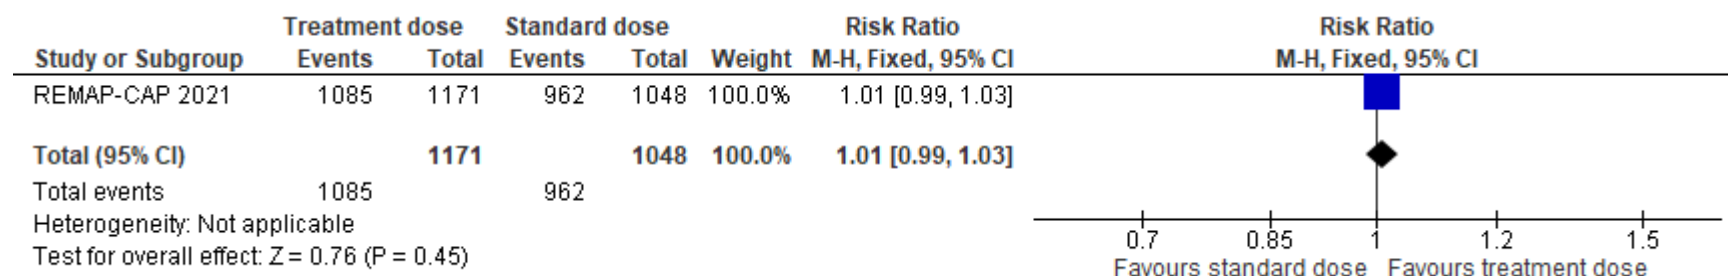 Treatment dose Standard dose Risk Ratio Risk Ratio
Study or Subgroup Events Total Events Total Weight M-H, Fixed, 95% CI M-H, Fixed, 95% CI
REMAP-CAP 2021 1085 1171 962 1048 100.0% 1.01 [0.99, 1.03]
Total (95% CI) 1171 1048 100.0% 1.01 [0.99, 1.03]
Total events 1085 962
Heterogeneity: Not applicable
Test for overall effect: Z = 0.76 (P = 0.45)
0.7 0.85 1 1.2 1.5
Favours standard dose Favours treatment dose